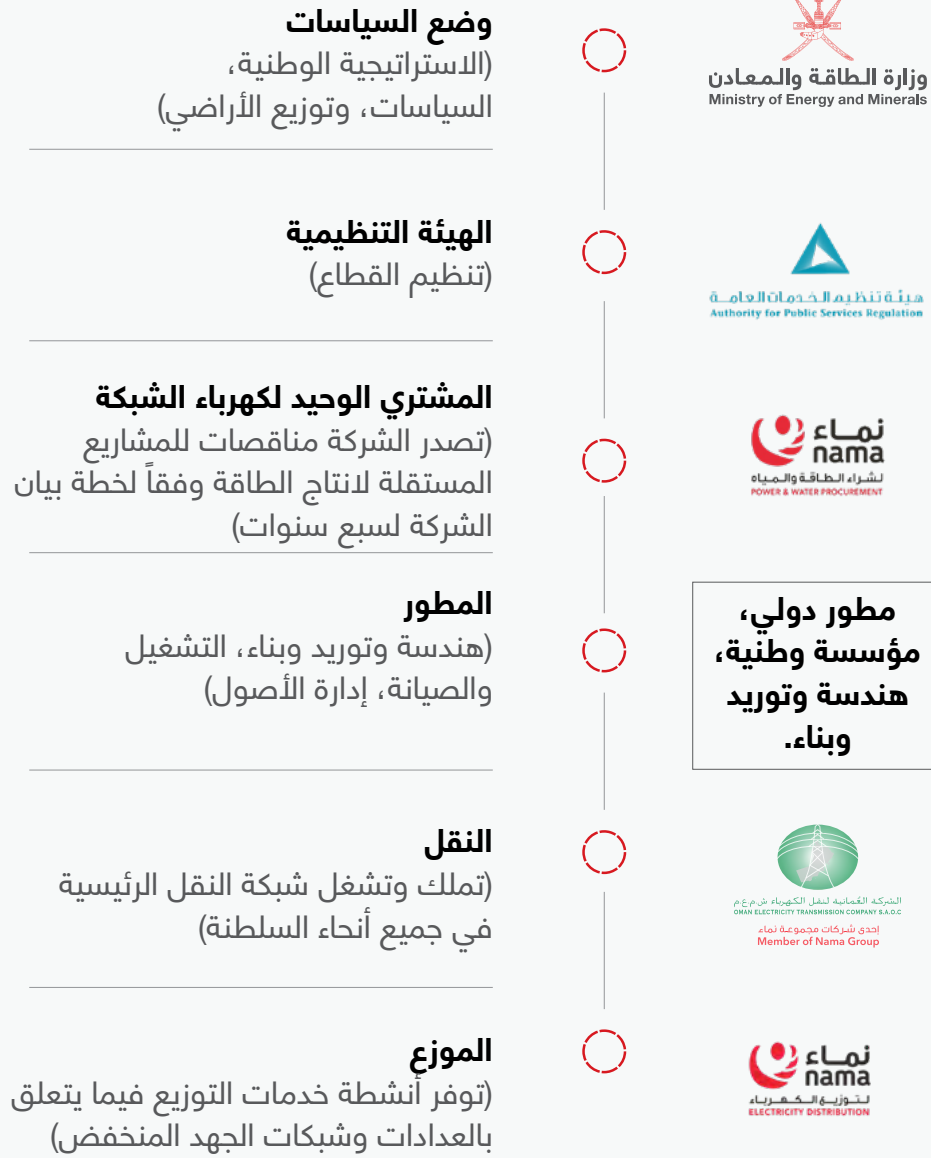 وزارة الطاقة والمعادن
Ministry of Energy and Minerals
وضع السياسات
(الاستراتيجية الوطنية،
السياسات، وتوزيع الأراضي)
هيئة تنظيم الخدمات العامة
Authority for Public Services Regulation
الهيئة التنظيمية
(تنظيم القطاع)
نماء
nama
لشراء الطاقة والمياه
POWER & WATER PROCUREMENT
المشتري الوحيد لكهرباء الشبكة
(تصدر الشركة مناقصات للمشاريع
المستقلة لانتاج الطاقة وفقاً لخطة بيان
الشركة لسبع سنوات)
مطور دولي،
مؤسسة وطنية،
هندسة وتوريد
وبناء.
المطور
(هندسة وتوريد وبناء، التشغيل
والصيانة، إدارة الأصول)
الشركة العُمانية لنقل الكهرباء ش.م.ع.م
OMAN ELECTRICITY TRANSMISSION COMPANY S.A.O.C
إحدى شركات مجموعة نماء
Member of Nama Group
النقل
(تملك وتشغل شبكة النقل الرئيسية
في جميع أنحاء السلطنة)
نماء
nama
لتوزيع الكهرباء
ELECTRICITY DISTRIBUTION
الموزع
(توفر أنشطة خدمات التوزيع فيما يتعلق
بالعدادات وشبكات الجهد المنخفض)